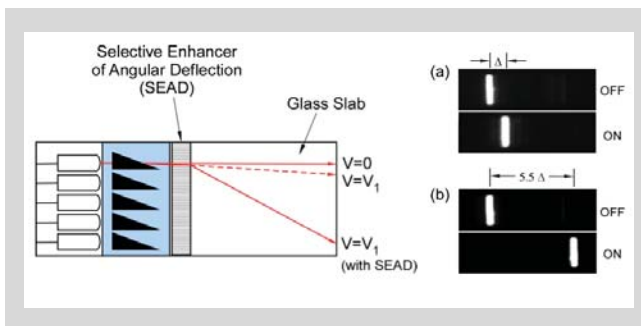 Selective Enhancer
of Angular Deflection
(SEAD)
Glass Slab
V=0
V=V₁
V=V₁
(with SEAD)
(a)
Δ
OFF
ON
(b)
5.5 Δ
OFF
ON